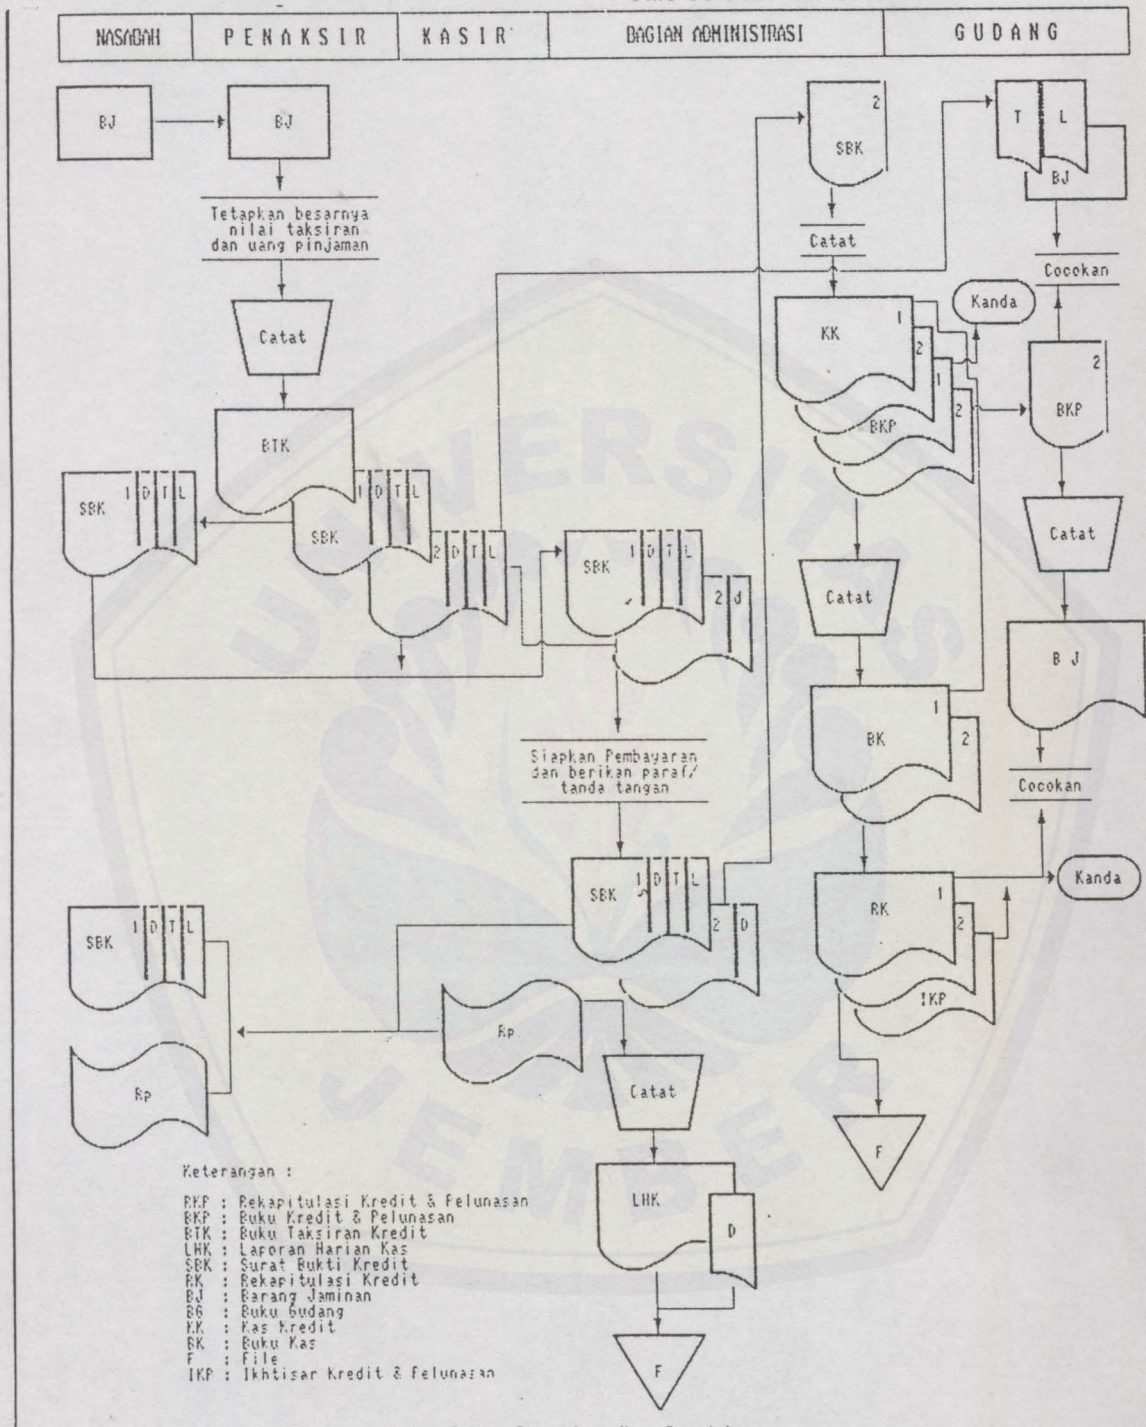 NASABAH PENAKSIR KASIR BAGIAN ADMINISTRASI GUDANG
BJ
BJ
2
SBK
T L
BJ
Tetapkan besarnya
nilai taksiran
dan uang pinjaman
Catat
Cocokan
Kanda
Catat
KK 1
2
1
2
BKP
2
BKP
BTK
SBK 1 D T L
SBK 1 D T L
2 D T L
SBK 1 D T L
2 d
Catat
Catat
B J
BK 1
2
Siapkan Pembayaran
dan berikan paraf/
tanda tangan
Cocokan
SBK 1 D T L
2 D
RK 1
2
IKP
Kanda
SBK 1 D T L
Rp
Rp
Catat
F
LHK
D
F
Keterangan :
RKP : Rekapitulasi Kredit & Pelunasan
BKP : Buku Kredit & Pelunasan
BTK : Buku Taksiran Kredit
LHK : Laporan Harian Kas
SBK : Surat Bukti Kredit
RK : Rekapitulasi Kredit
BJ : Barang Jaminan
BG : Buku Gudang
KK : Kas Kredit
BK : Buku Kas
F : File
IKP : Ikhtisar Kredit & Pelunasan
UNIVERSITAS
JEMBER